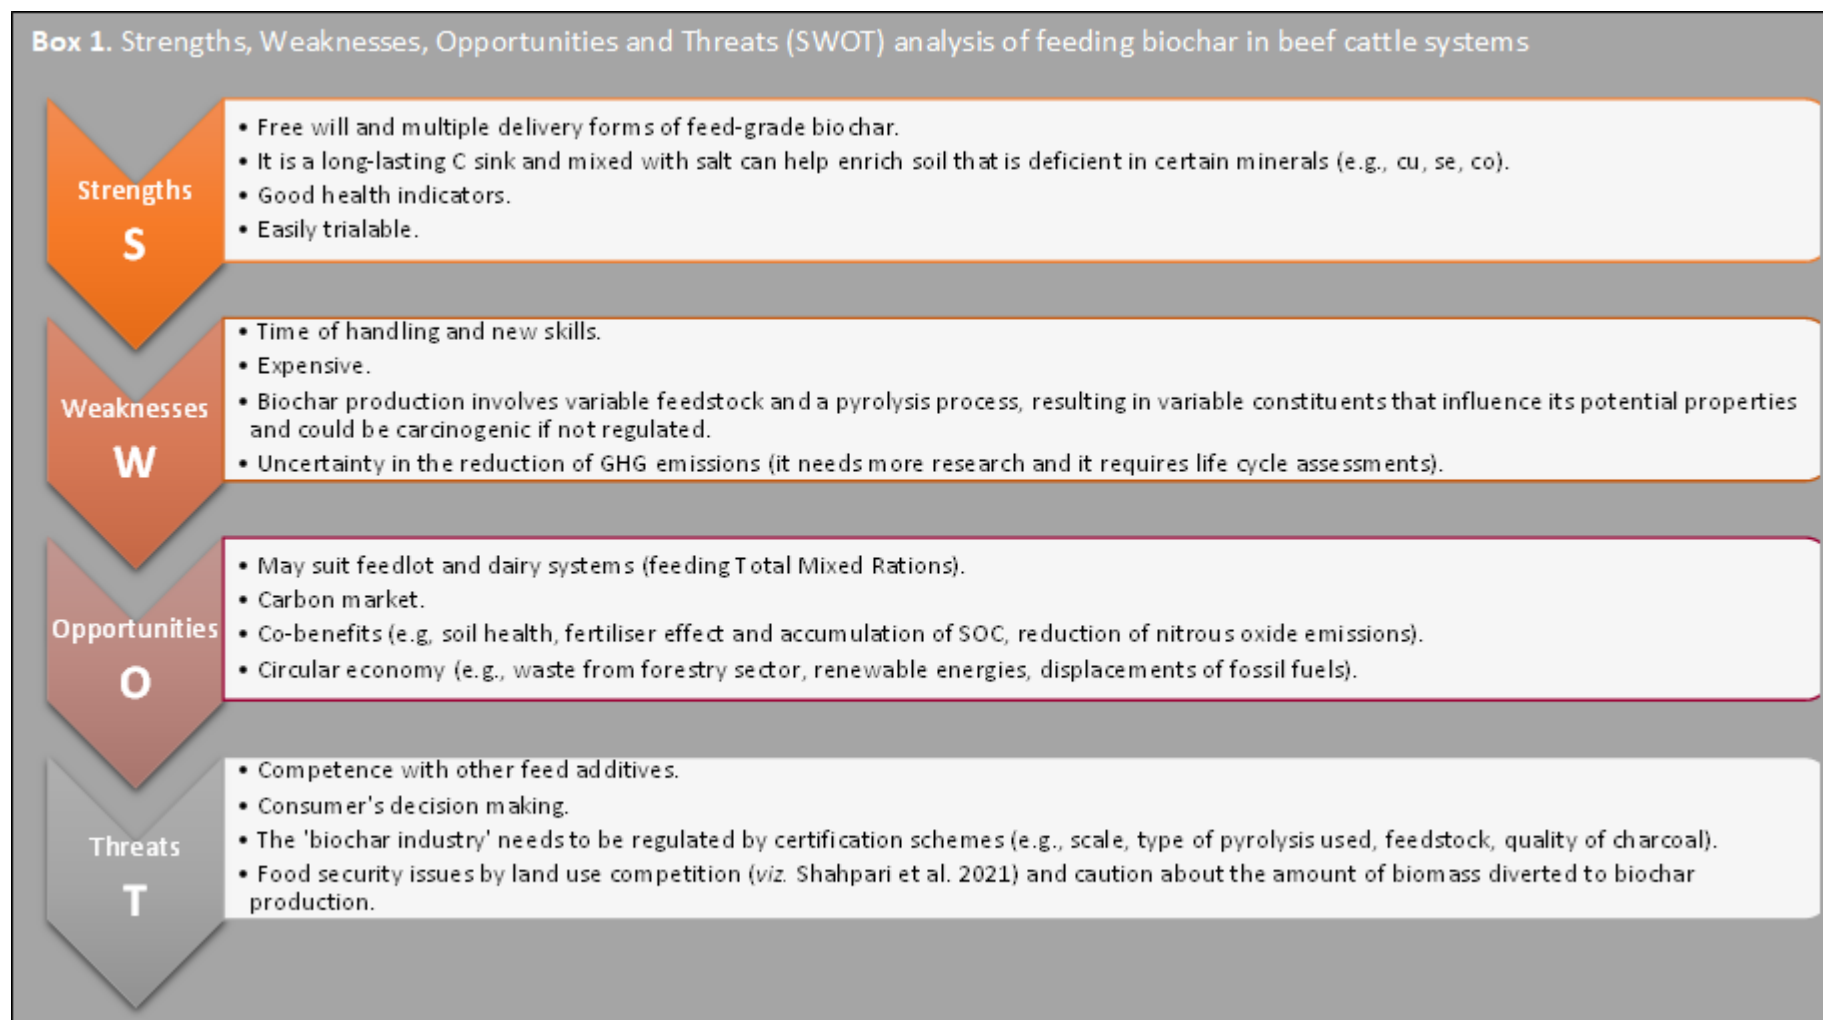 Box 1. Strengths, Weaknesses, Opportunities and Threats (SWOT) analysis of feeding biochar in beef cattle systems
Strengths
S
• Free will and multiple delivery forms of feed-grade biochar.
• It is a long-lasting C sink and mixed with salt can help enrich soil that is deficient in certain minerals (e.g., cu, se, co).
• Good health indicators.
• Easily trialable.
Weaknesses
W
• Time of handling and new skills.
• Expensive.
• Biochar production involves variable feedstock and a pyrolysis process, resulting in variable constituents that influence its potential properties
and could be carcinogenic if not regulated.
• Uncertainty in the reduction of GHG emissions (it needs more research and it requires life cycle assessments).
Opportunities
O
• May suit feedlot and dairy systems (feeding Total Mixed Rations).
• Carbon market.
• Co-benefits (e.g, soil health, fertiliser effect and accumulation of SOC, reduction of nitrous oxide emissions).
• Circular economy (e.g., waste from forestry sector, renewable energies, displacements of fossil fuels).
Threats
T
• Competence with other feed additives.
• Consumer's decision making.
• The 'biochar industry' needs to be regulated by certification schemes (e.g., scale, type of pyrolysis used, feedstock, quality of charcoal).
• Food security issues by land use competition (viz. Shahpari et al. 2021) and caution about the amount of biomass diverted to biochar
production.